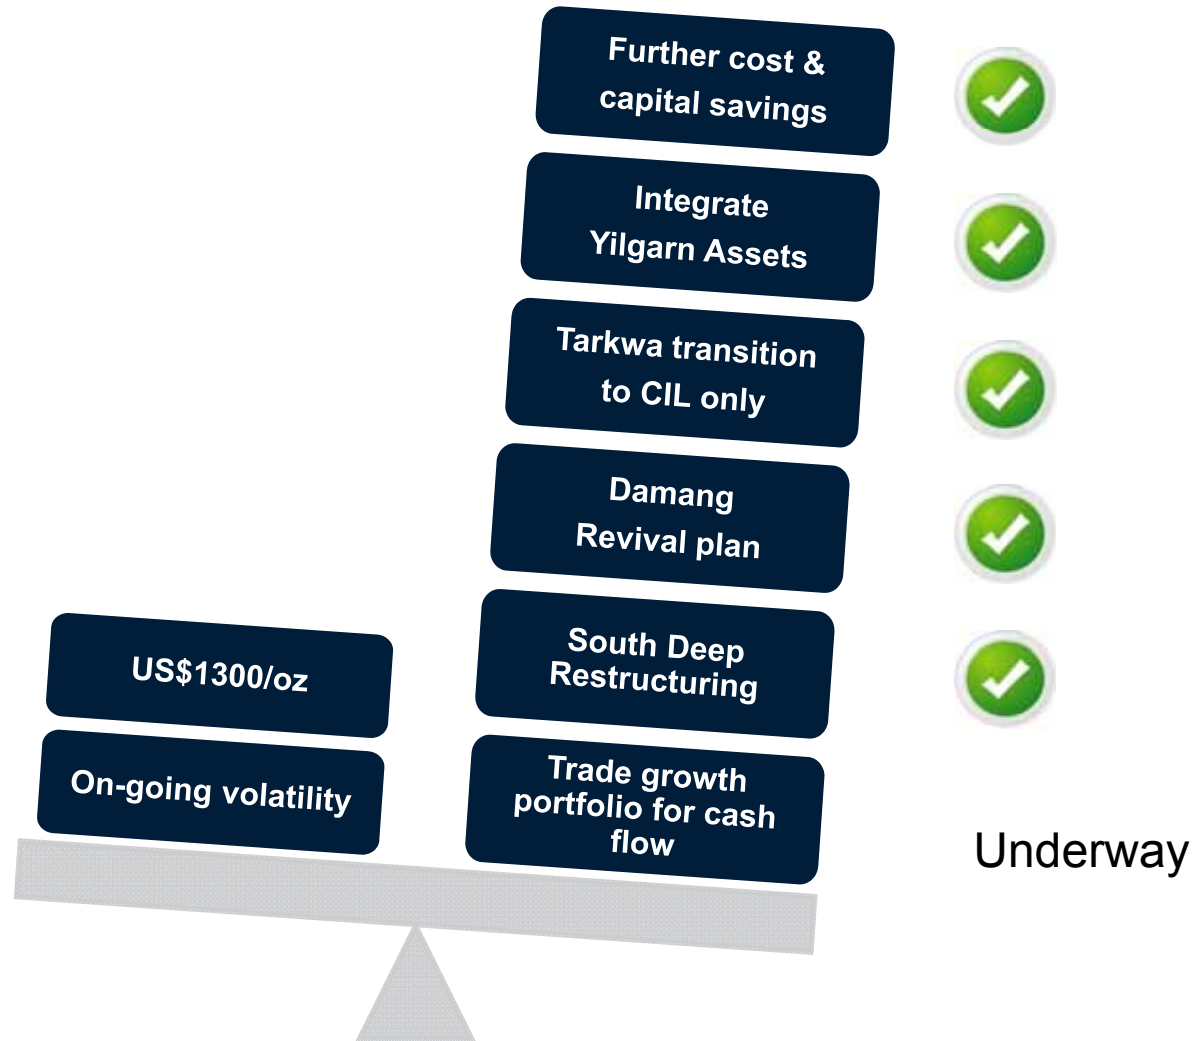 Further cost &
capital savings
Integrate
Yilgarn Assets
Tarkwa transition
to CIL only
Damang
Revival plan
South Deep
Restructuring
Trade growth
portfolio for cash
flow
US$1300/oz
On-going volatility
Underway